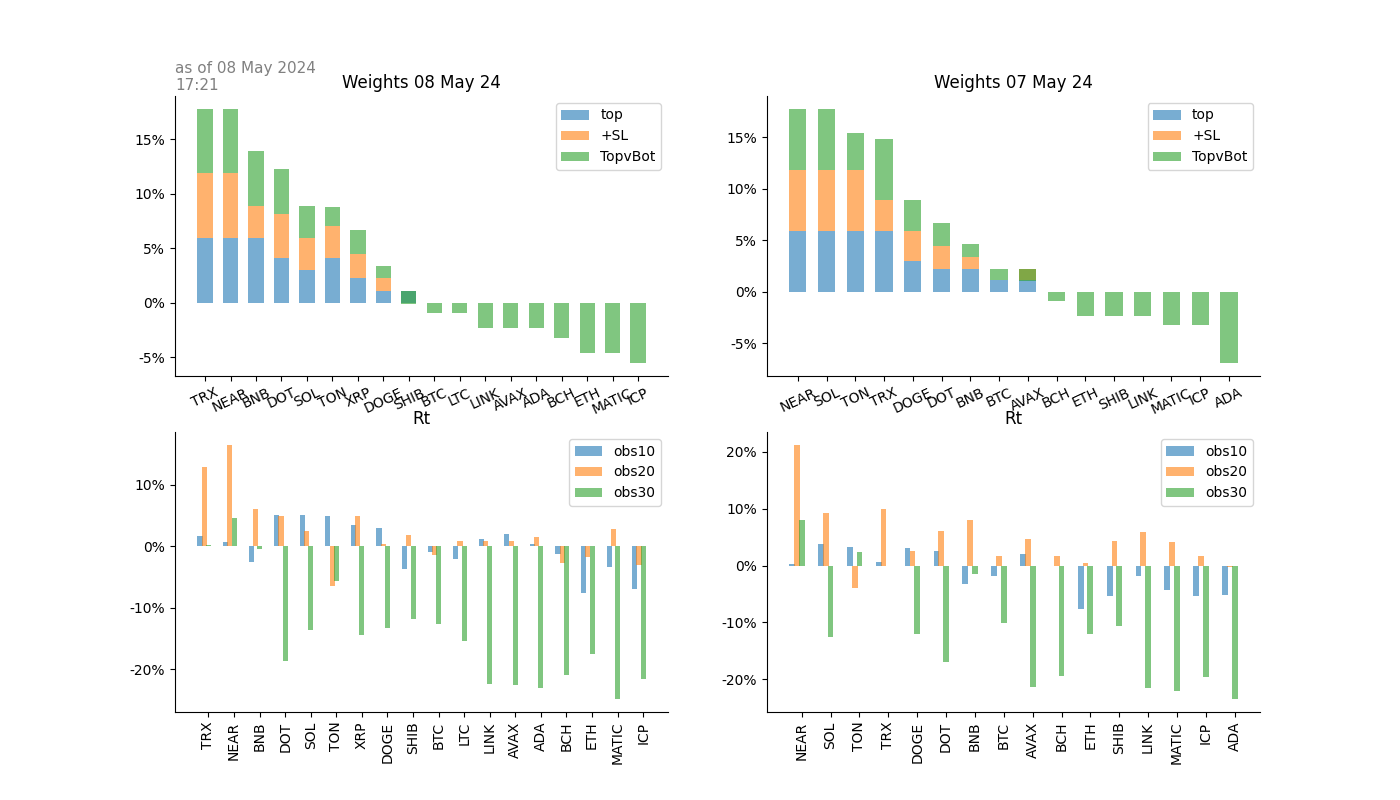 as of 08 May 2024
17:21
Weights 08 May 24
top
+SL
TopvBot
15%
10%
5%
0%
-5%
TRX NEAR BNB DOT SOL TON XRP DOGE SHIB BTC LTC LINK AVAX ADA BCH ETH MATIC ICP
Weights 07 May 24
top
+SL
TopvBot
15%
10%
5%
0%
-5%
NEAR SOL TON TRX DOGE DOT BNB BTC AVAX BCH ETH SHIB LINK MATIC ICP ADA
Rt
obs10
obs20
obs30
10%
0%
-10%
-20%
TRX NEAR BNB DOT SOL TON XRP DOGE SHIB BTC LTC LINK AVAX ADA BCH ETH MATIC ICP
Rt
obs10
obs20
obs30
20%
10%
0%
-10%
-20%
NEAR SOL TON TRX DOGE DOT BNB BTC AVAX BCH ETH SHIB LINK MATIC ICP ADA